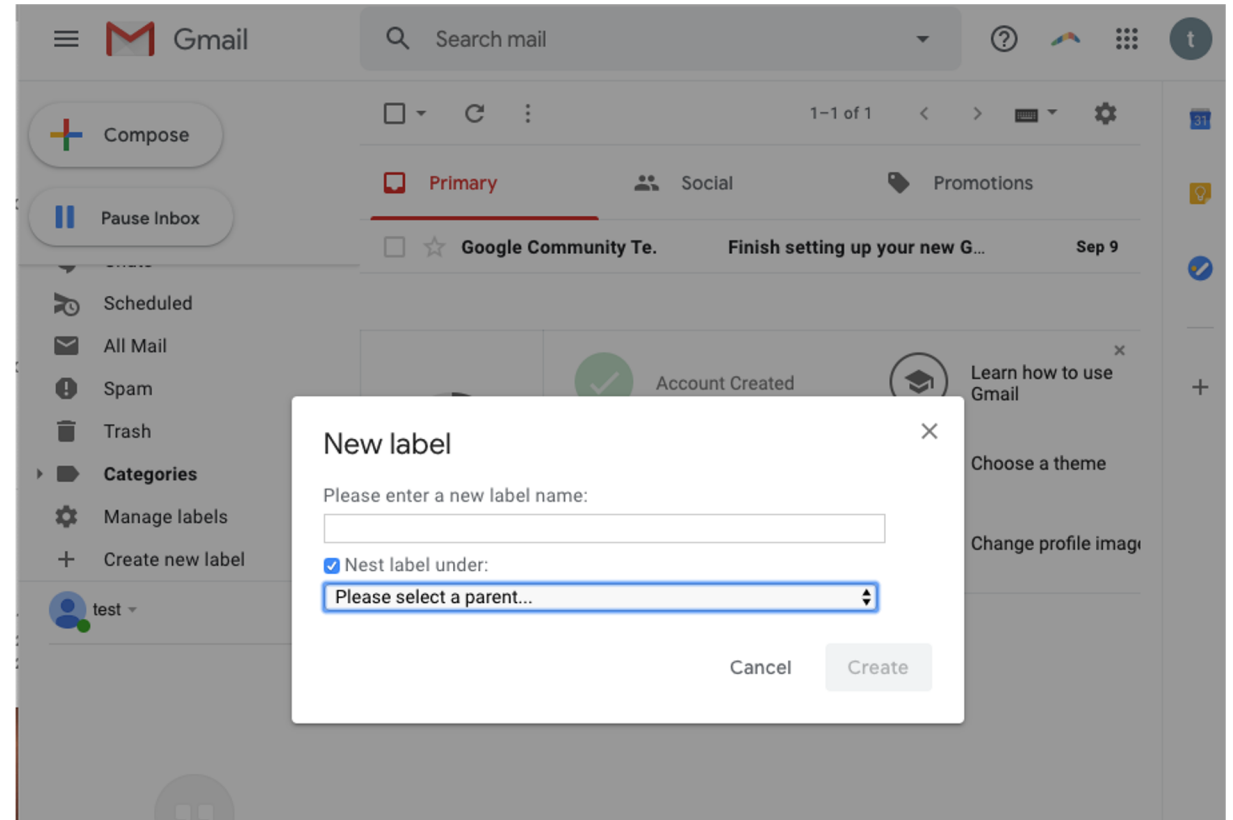 Gmail
Search mail
t
Compose
1–1 of 1
31
Primary
Social
Promotions
Pause Inbox
Google Community Te.
Finish setting up your new G...
Sep 9
Scheduled
All Mail
Spam
Trash
Categories
Manage labels
Create new label
test
Account Created
Learn how to use
Gmail
Choose a theme
Change profile image
New label
Please enter a new label name:
Nest label under:
Please select a parent...
Cancel
Create